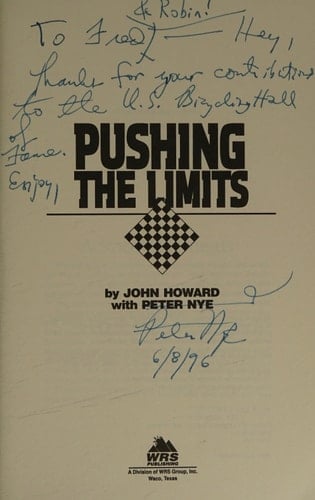 & Robin!
To Fred — Hey,
Thanks for your contributions
to the U.S. Bicycling Hall
of Fame.
Enjoy,
PUSHING
THE LIMITS
by JOHN HOWARD
with PETER NYE
Peter Nye
6/8/96
WRS
PUBLISHING
A Division of WRS Group, Inc.
Waco, Texas